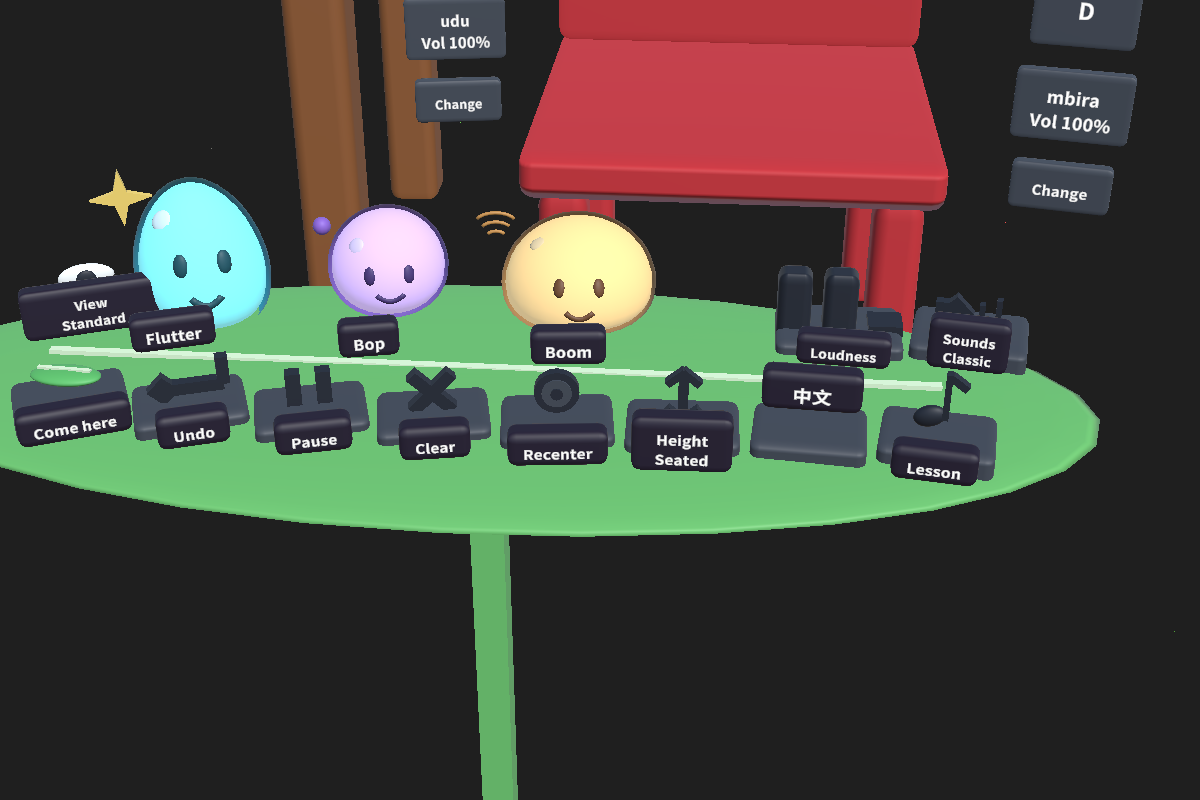 udu
Vol 100%
Change
D
mbira
Vol 100%
Change
View
Standard
Flutter
Bop
Boom
Loudness
Sounds
Classic
Come here
Undo
Pause
Clear
Recenter
Height
Seated
中文
Lesson